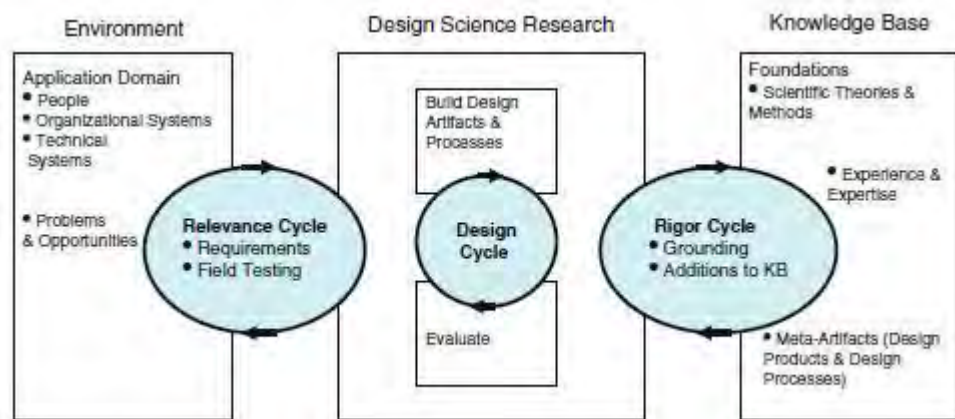 Environment
Design Science Research
Knowledge Base
Application Domain
• People
• Organizational Systems
• Technical
Systems
• Problems
& Opportunities
Relevance Cycle
• Requirements
• Field Testing
Build Design
Artifacts &
Processes
Design
Cycle
Evaluate
Rigor Cycle
• Grounding
• Additions to KB
Foundations
• Scientific Theories &
Methods
• Experience &
Expertise
• Meta-Artifacts (Design
Products & Design
Processes)